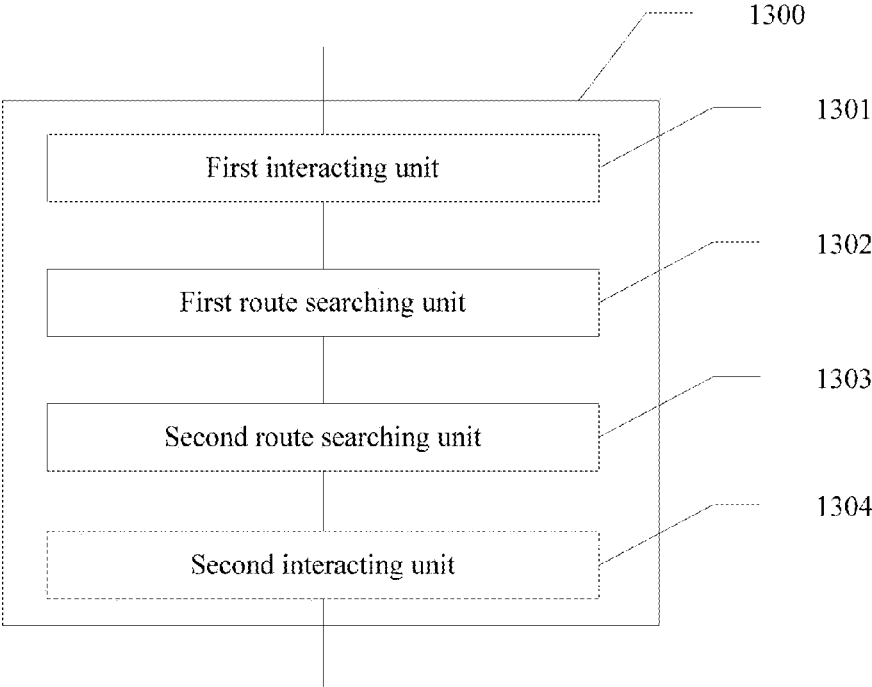 1300
First interacting unit
1301
First route searching unit
1302
Second route searching unit
1303
Second interacting unit
1304